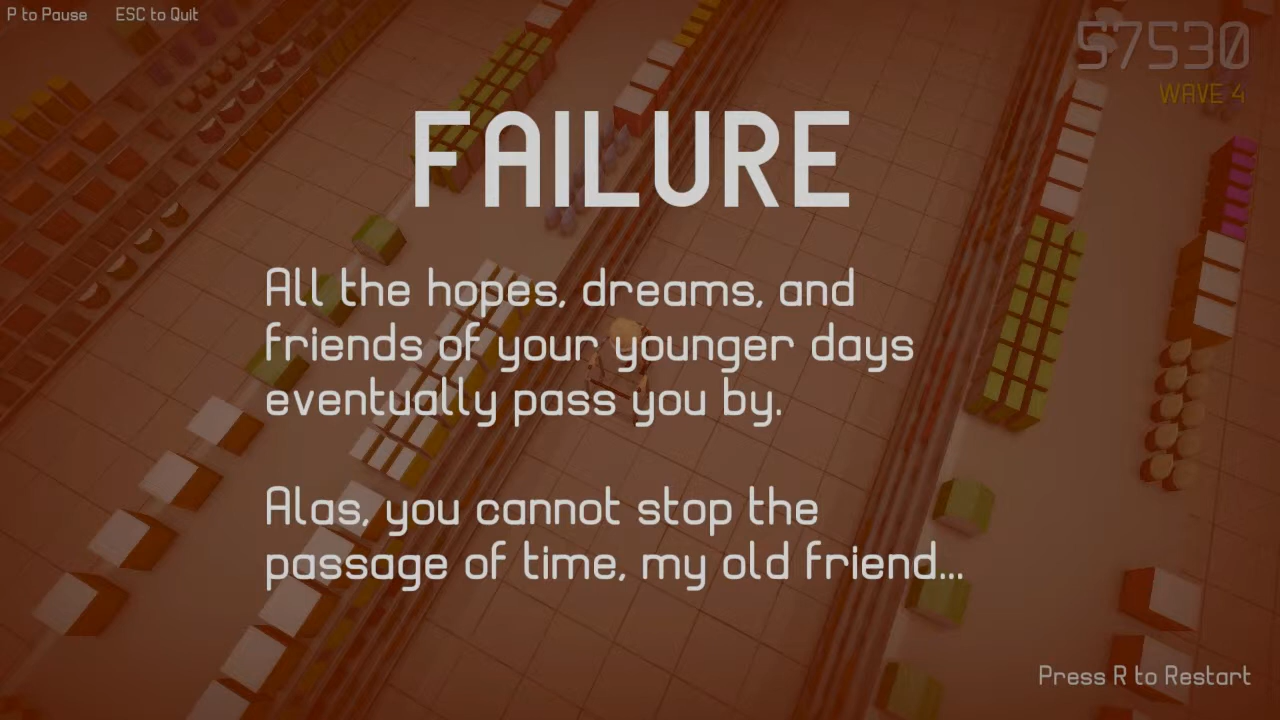 P to Pause ESC to Quit
57530
WAVE 4
FAILURE
All the hopes, dreams, and
friends of your younger days
eventually pass you by.
Alas, you cannot stop the
passage of time, my old friend...
Press R to Restart